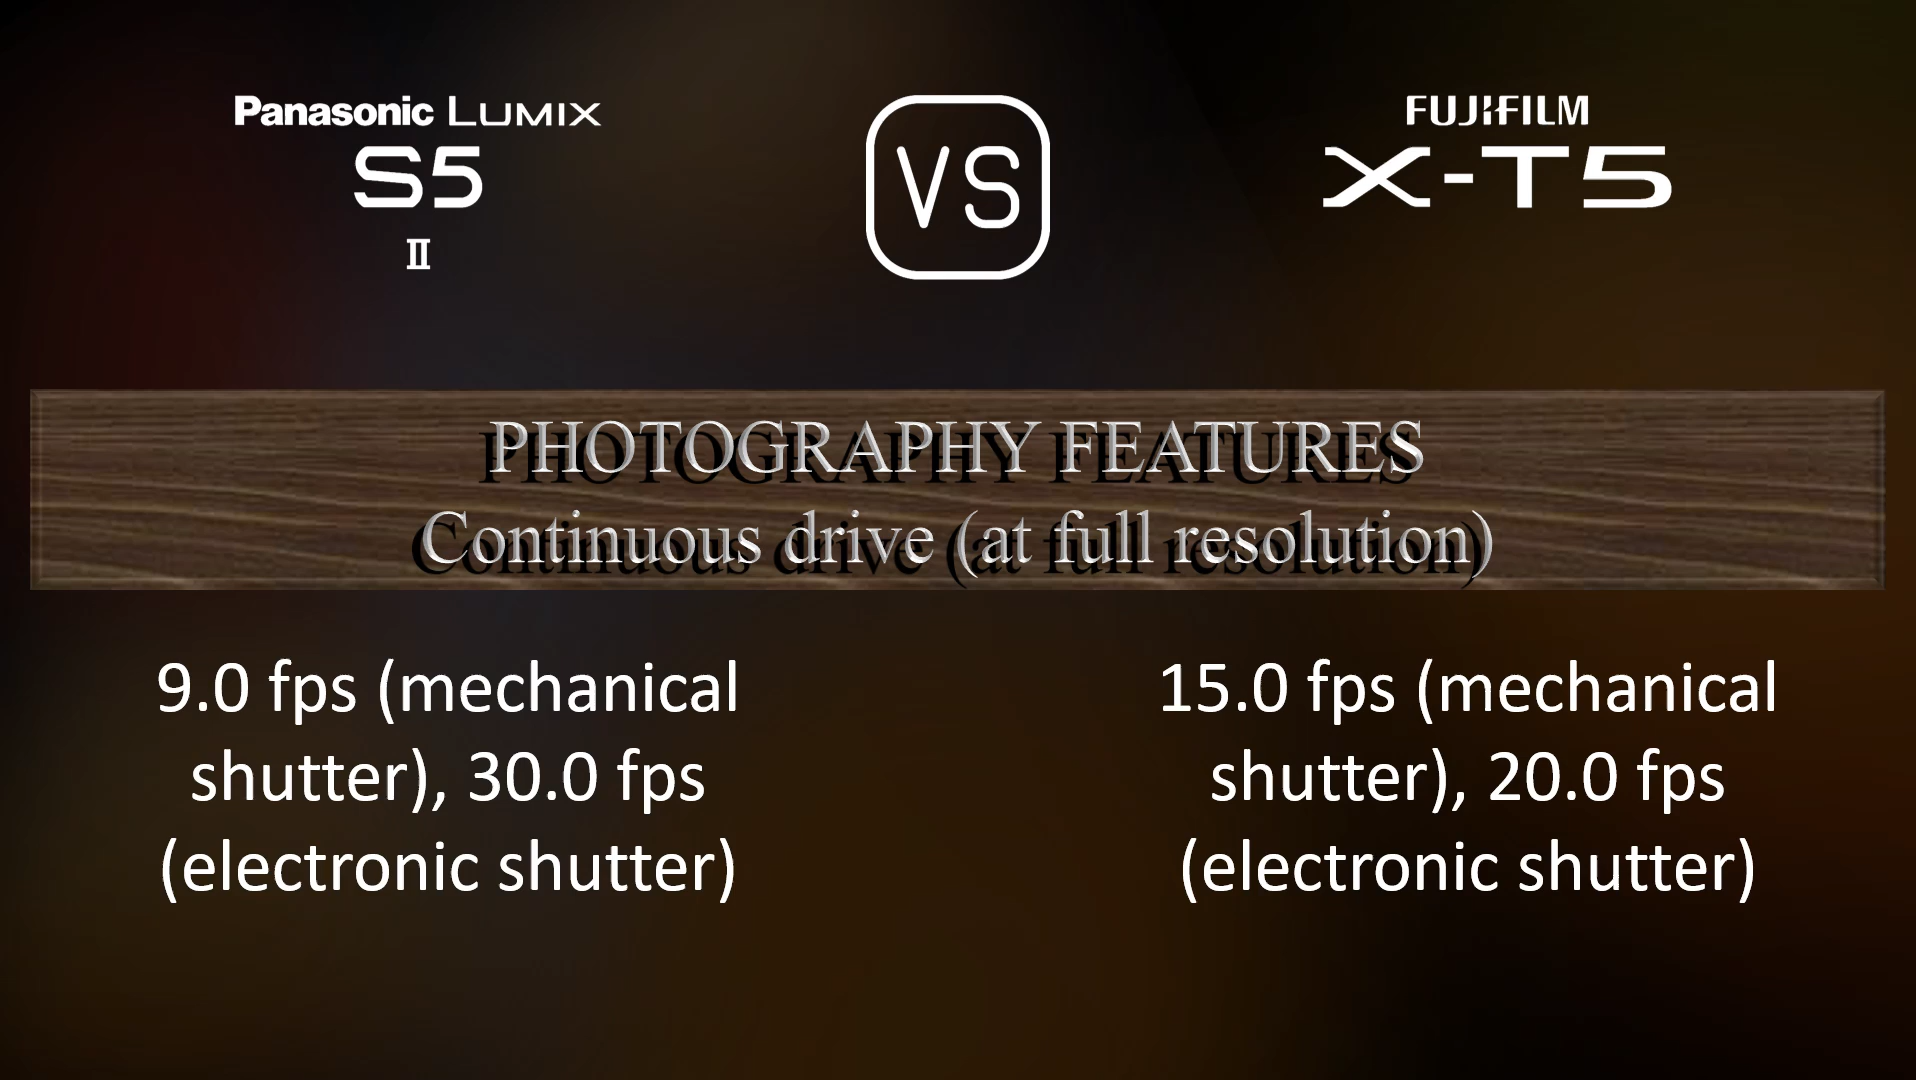 Panasonic LUMIX
S5
II
VS
FUJIFILM
X-T5
PHOTOGRAPHY FEATURES
Continuous drive (at full resolution)
9.0 fps (mechanical
shutter), 30.0 fps
(electronic shutter)
15.0 fps (mechanical
shutter), 20.0 fps
(electronic shutter)